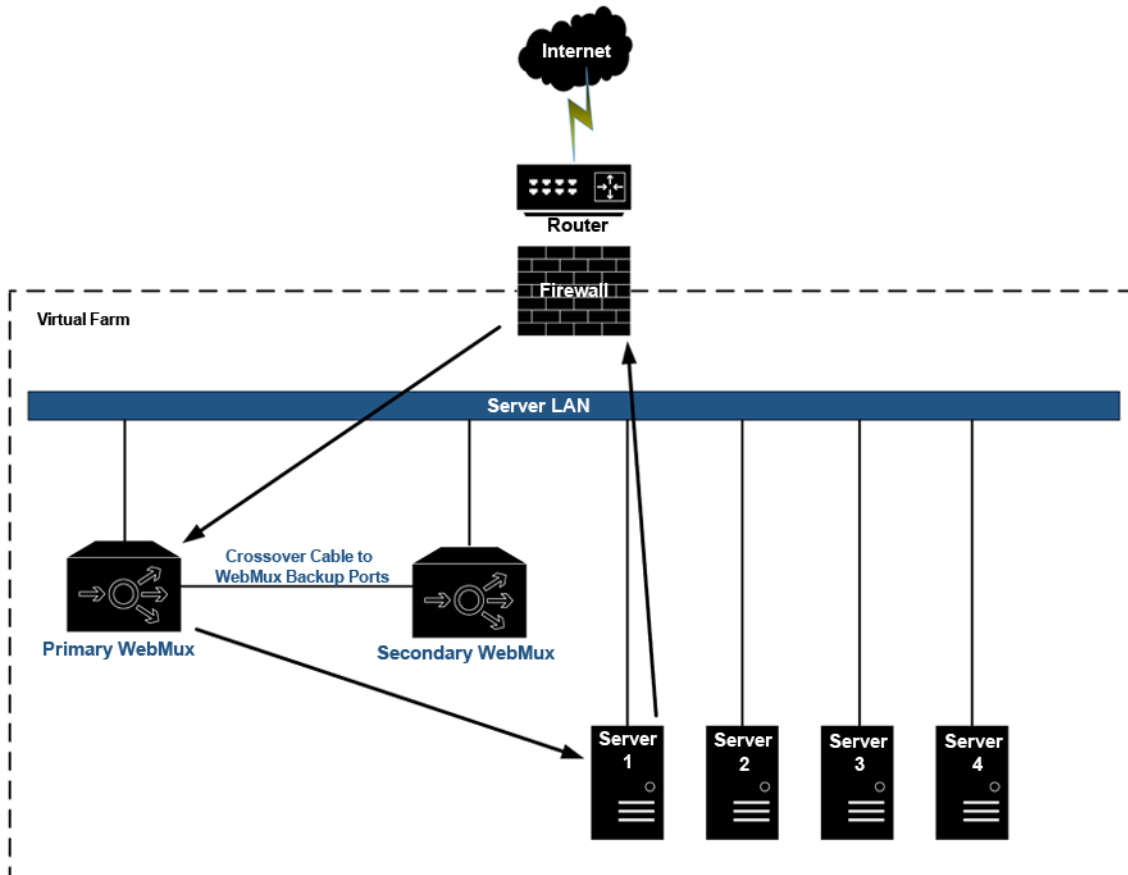 Internet
Router
Firewall
Virtual Farm
Server LAN
Crossover Cable to
WebMux Backup Ports
Primary WebMux
Secondary WebMux
Server
1
Server
2
Server
3
Server
4